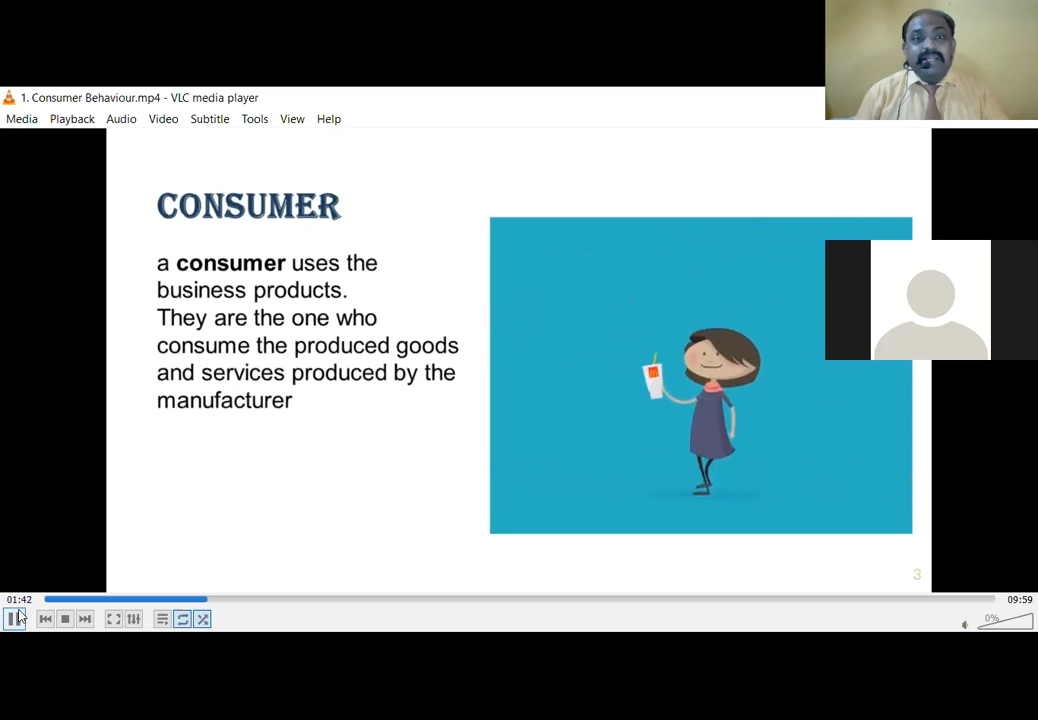 1. Consumer Behaviour.mp4 - VLC media player
Media Playback Audio Video Subtitle Tools View Help
CONSUMER
a consumer uses the
business products.
They are the one who
consume the produced goods
and services produced by the
manufacturer
3
01:42
09:59
0%